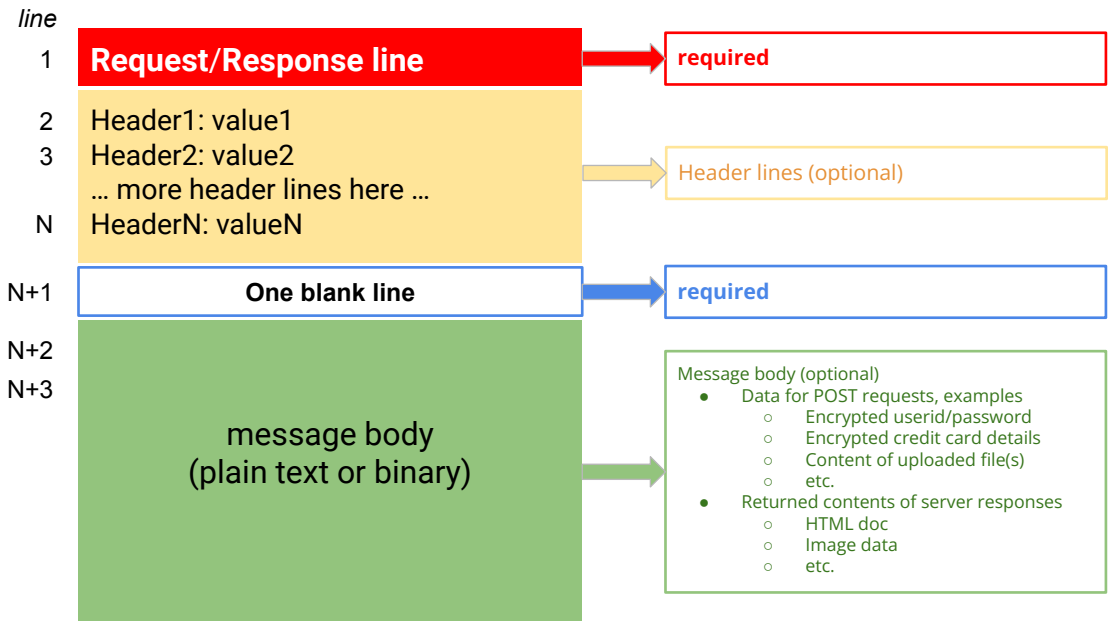 line
1
Request/Response line
required
2
Header1: value1
3
Header2: value2
… more header lines here …
Header lines (optional)
N
HeaderN: valueN
N+1
One blank line
required
N+2
N+3
message body
(plain text or binary)
Message body (optional)
● Data for POST requests, examples
○ Encrypted userid/password
○ Encrypted credit card details
○ Content of uploaded file(s)
○ etc.
● Returned contents of server responses
○ HTML doc
○ Image data
○ etc.